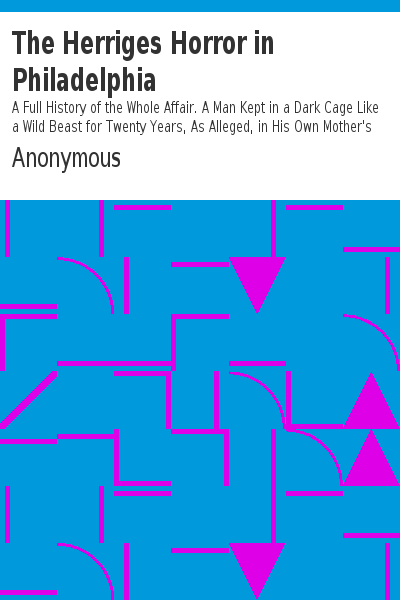 The Herriges Horror in
Philadelphia
A Full History of the Whole Affair. A Man Kept in a Dark Cage Like
a Wild Beast for Twenty Years, As Alleged, in His Own Mother's
Anonymous